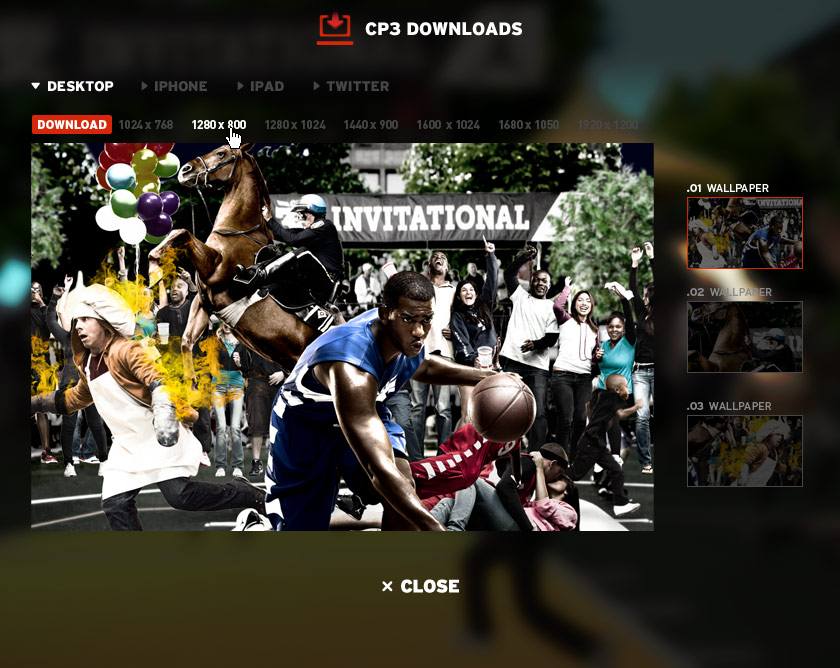 CP3 DOWNLOADS
DESKTOP IPHONE IPAD TWITTER
DOWNLOAD 1024 x 768 1280 x 800 1280 x 1024 1440 x 900 1600 x 1024 1680 x 1050 1920 x 1200
INVITATIONAL
.01 WALLPAPER
.02 WALLPAPER
.03 WALLPAPER
× CLOSE